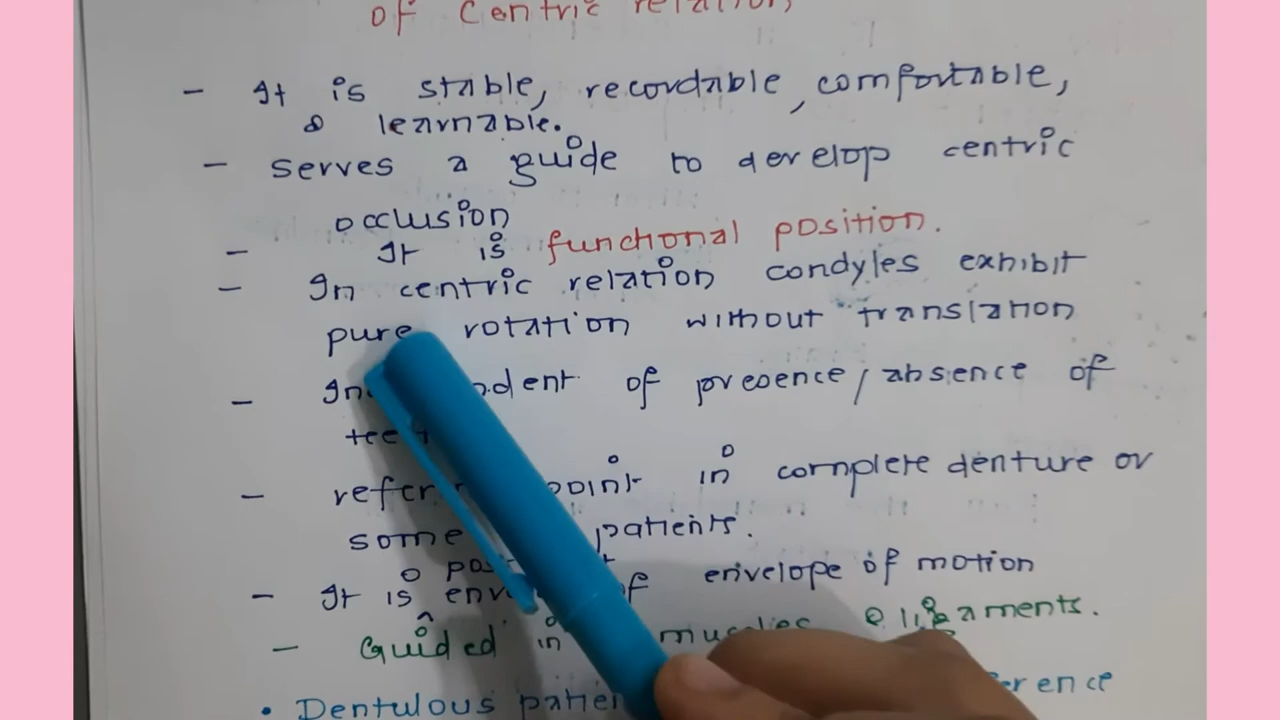 of Centric relation
- It is stable, recordable, comfortable,
& learnable.
- serves a guide to develop centric
occlusion
- It is functional position.
- In centric relation condyles exhibit
pure rotation without translation
- of presence/absence of
- point in complete denture or
some patients.
- It is envelope of motion
- Guided in muscles & ligaments.
• Dentulous